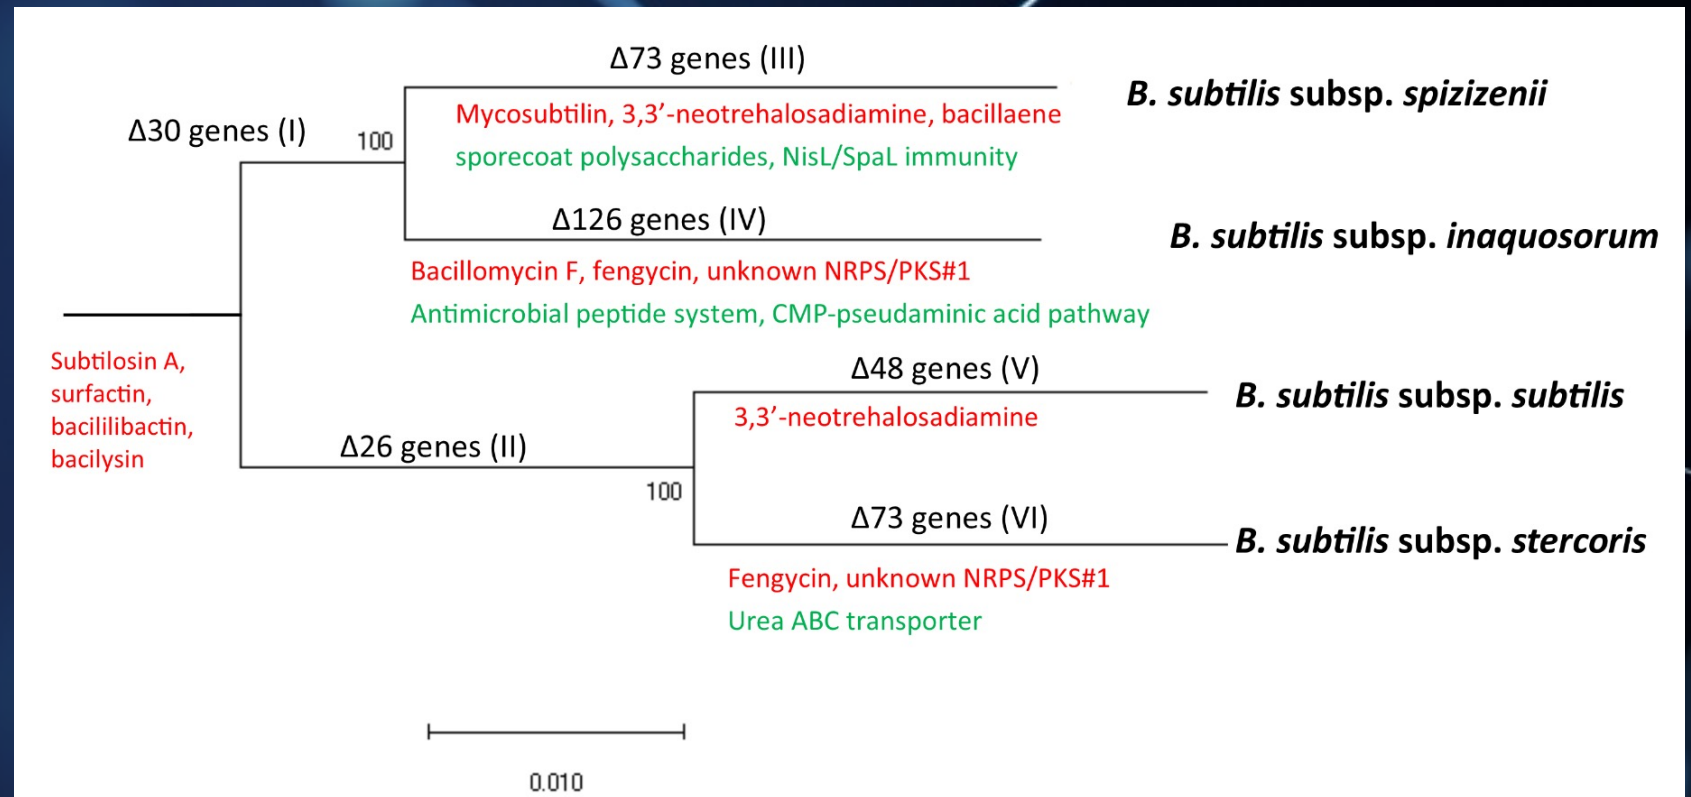 Δ73 genes (III)
B. subtilis subsp. spizizenii
Mycosubtilin, 3,3’-neotrehalosadiamine, bacillaene
Δ30 genes (I)
100
sporecoat polysaccharides, NisL/SpaL immunity
Δ126 genes (IV)
B. subtilis subsp. inaquosorum
Bacillomycin F, fengycin, unknown NRPS/PKS#1
Antimicrobial peptide system, CMP-pseudaminic acid pathway
Subtilosin A,
surfactin,
bacililibactin,
bacilysin
Δ48 genes (V)
B. subtilis subsp. subtilis
3,3’-neotrehalosadiamine
Δ26 genes (II)
100
Δ73 genes (VI)
B. subtilis subsp. stercoris
Fengycin, unknown NRPS/PKS#1
Urea ABC transporter
0.010